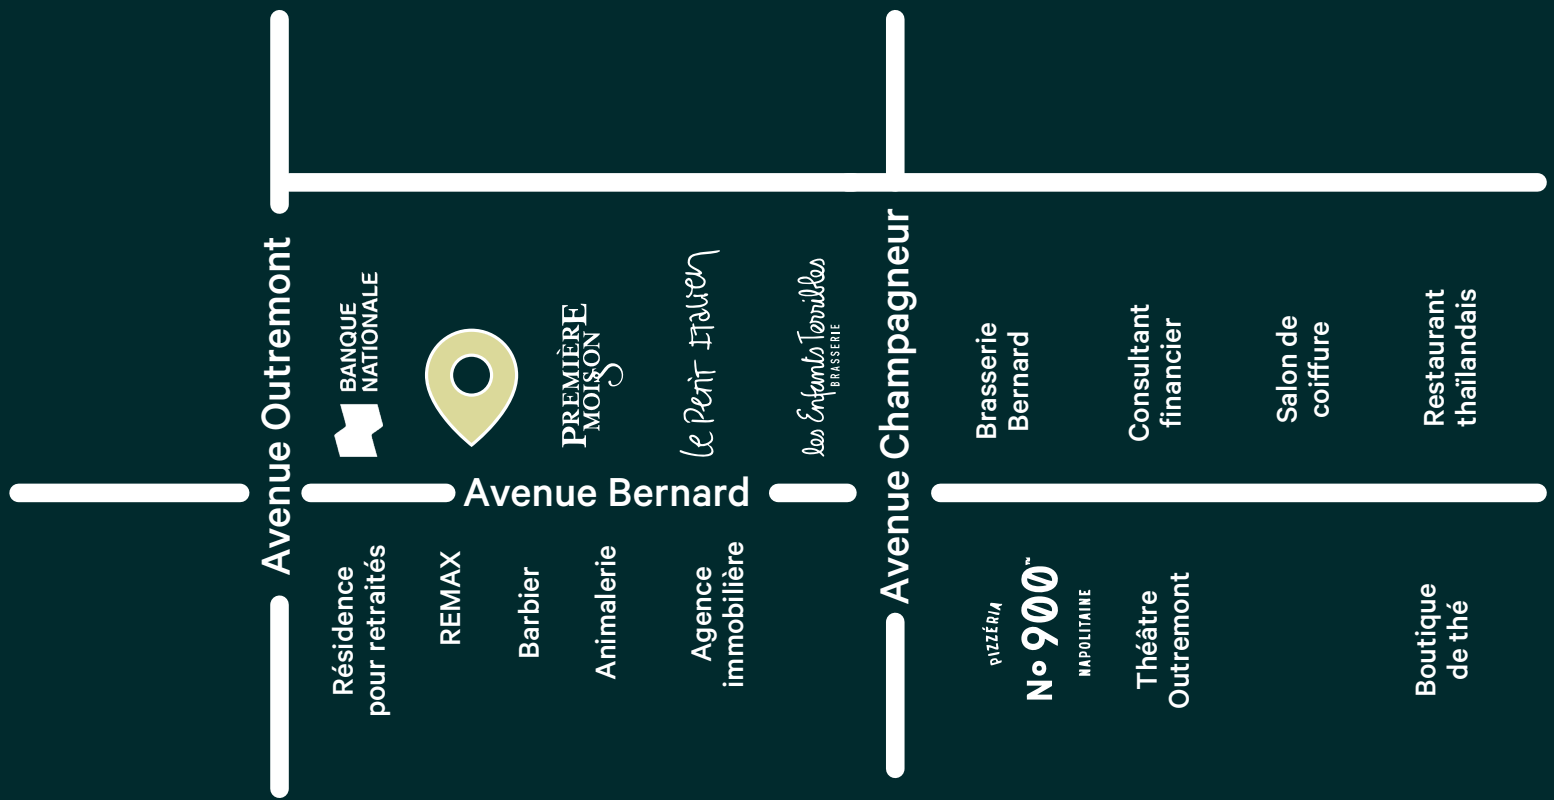 Avenue Outremont
BANQUE
NATIONALE
PREMIÈRE
MOISON
Le Petit Italien
les Enfants Terribles
BRASSERIE
Avenue Champagneur
Brasserie
Bernard
Consultant
financier
Salon de
coiffure
Restaurant
thaïlandais
Avenue Bernard
Résidence
pour retraités
REMAX
Barbier
Animalerie
Agence
immobilière
PIZZÉRIA
No 900™
NAPOLITAINE
Théâtre
Outremont
Boutique
de thé